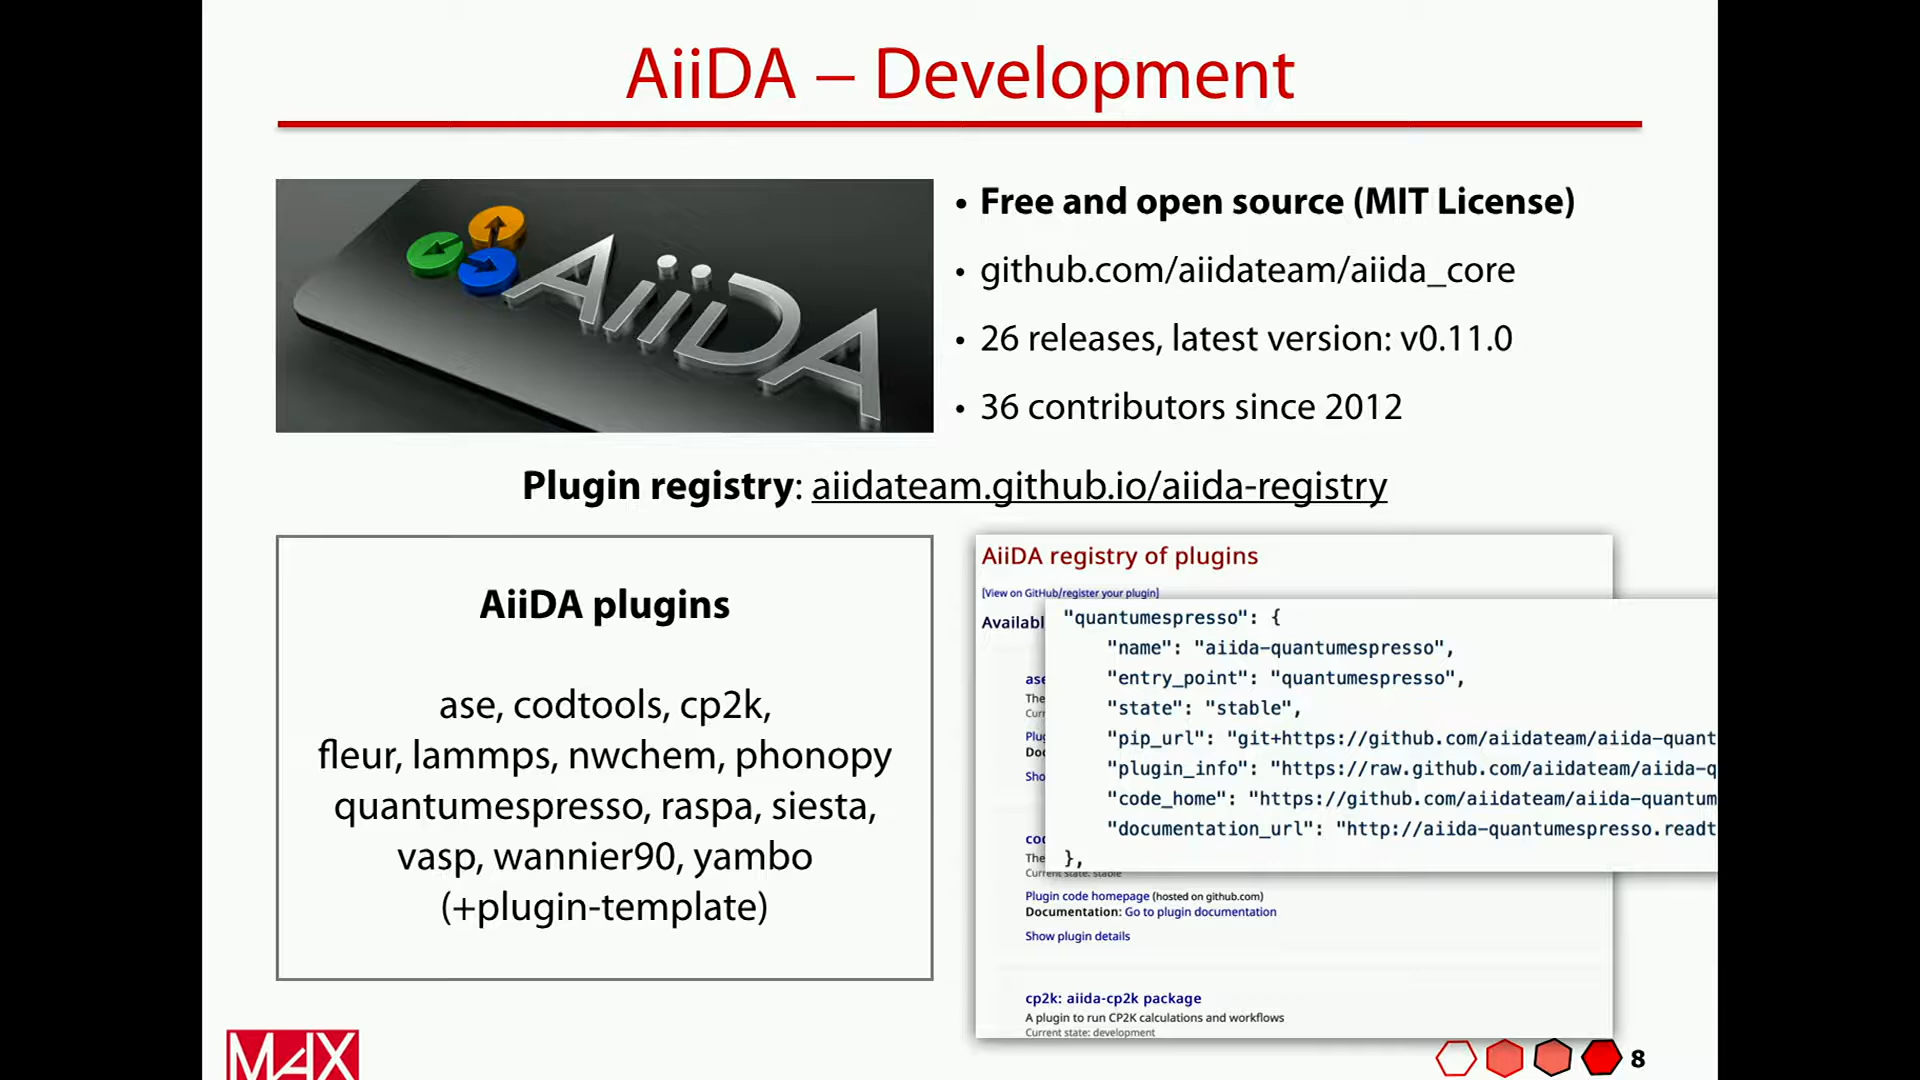 AiiDA – Development
AiiDA
• Free and open source (MIT License)
• github.com/aiidateam/aiida_core
• 26 releases, latest version: v0.11.0
• 36 contributors since 2012
Plugin registry: aiidateam.github.io/aiida-registry
AiiDA plugins
ase, codtools, cp2k,
fleur, lammps, nwchem, phonopy
quantumespresso, raspa, siesta,
vasp, wannier90, yambo
(+plugin-template)
AiiDA registry of plugins
[View on GitHub/register your plugin]
"quantumespresso": {
"name": "aiida-quantumespresso",
"entry_point": "quantumespresso",
"state": "stable",
"pip_url": "git+https://github.com/aiidateam/aiida-quant
"plugin_info": "https://raw.github.com/aiidateam/aiida-q
"code_home": "https://github.com/aiidateam/aiida-quantum
"documentation_url": "http://aiida-quantumespresso.readt
},
Current state: stable
Plugin code homepage (hosted on github.com)
Documentation: Go to plugin documentation
Show plugin details
cp2k: aiida-cp2k package
A plugin to run CP2K calculations and workflows
Current state: development
MAX
8